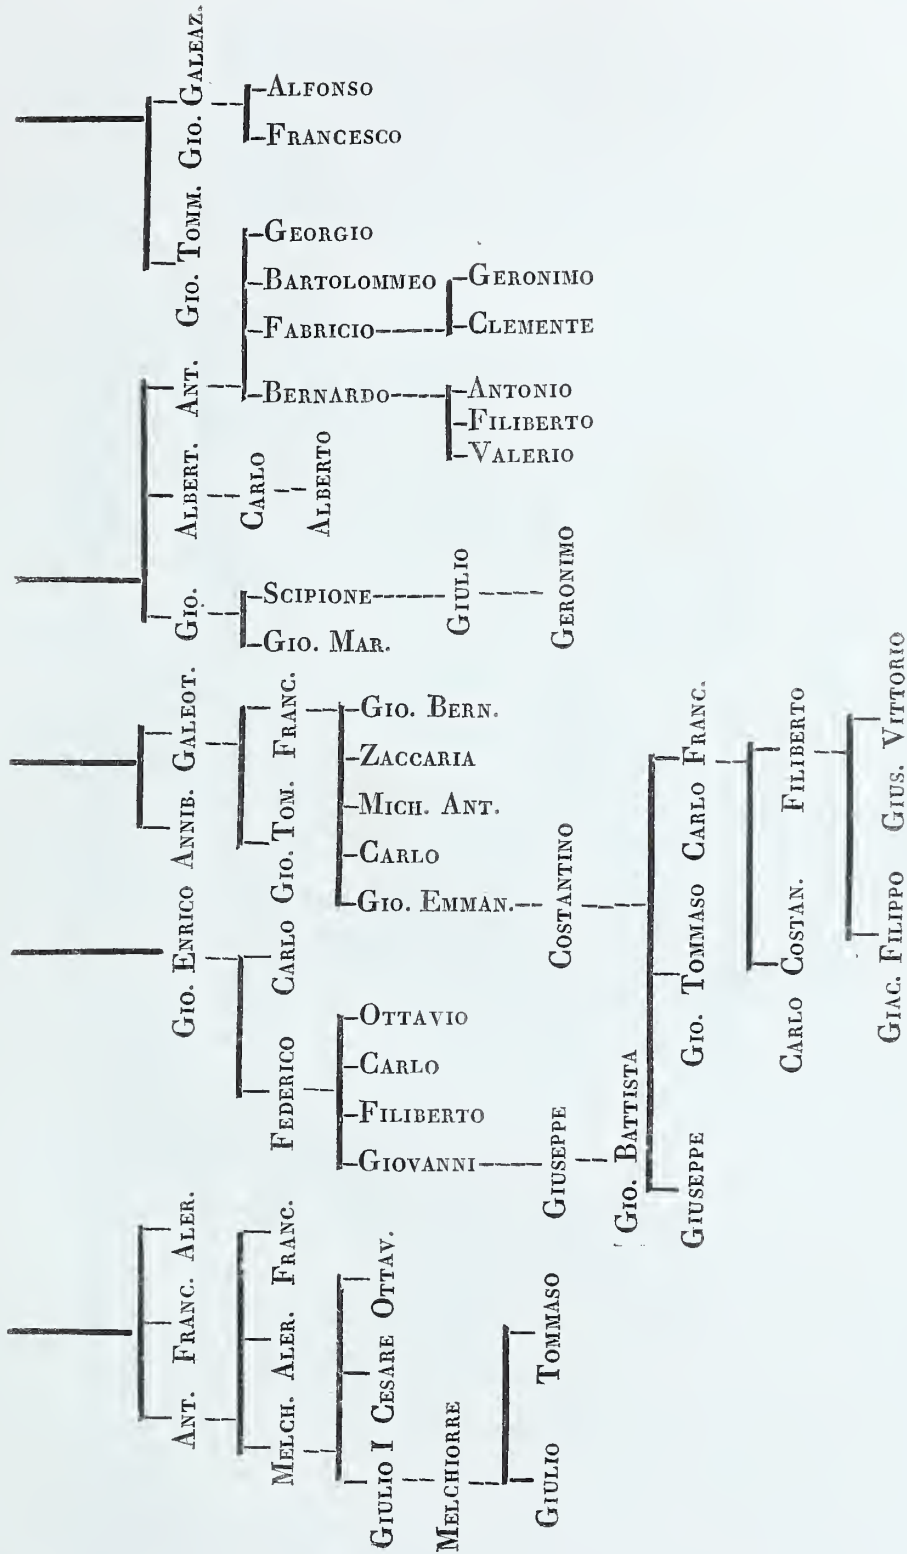 GIO. TOMM. GIO. GALEAZ.
ALFONSO
FRANCESCO
GIO. ALBERT. ANT.
GEORGIO
BARTOLOMMEO
GERONIMO
FABRICIO
CLEMENTE
BERNARDO
ANTONIO
FILIBERTO
VALERIO
CARLO
ALBERTO
SCIPIONE
GIULIO
GERONIMO
GIO. MAR.
ANNIB. GALEOT.
GIO. TOM. FRANC.
GIO. BERN.
ZACCARIA
MICH. ANT.
CARLO
GIO. EMMAN.
COSTANTINO
GIO. TOMMASO CARLO FRANC.
CARLO COSTAN. FILIBERTO
GIAC. FILIPPO GIUS. VITTORIO
GIO. ENRICO
FEDERICO CARLO
OTTAVIO
CARLO
FILIBERTO
GIOVANNI
GIUSEPPE
GIO. BATTISTA
GIUSEPPE
ANT. FRANC. ALER.
MELCH. ALER. FRANC.
GIULIO I CESARE OTTAV.
MELCHIORRE
GIULIO TOMMASO